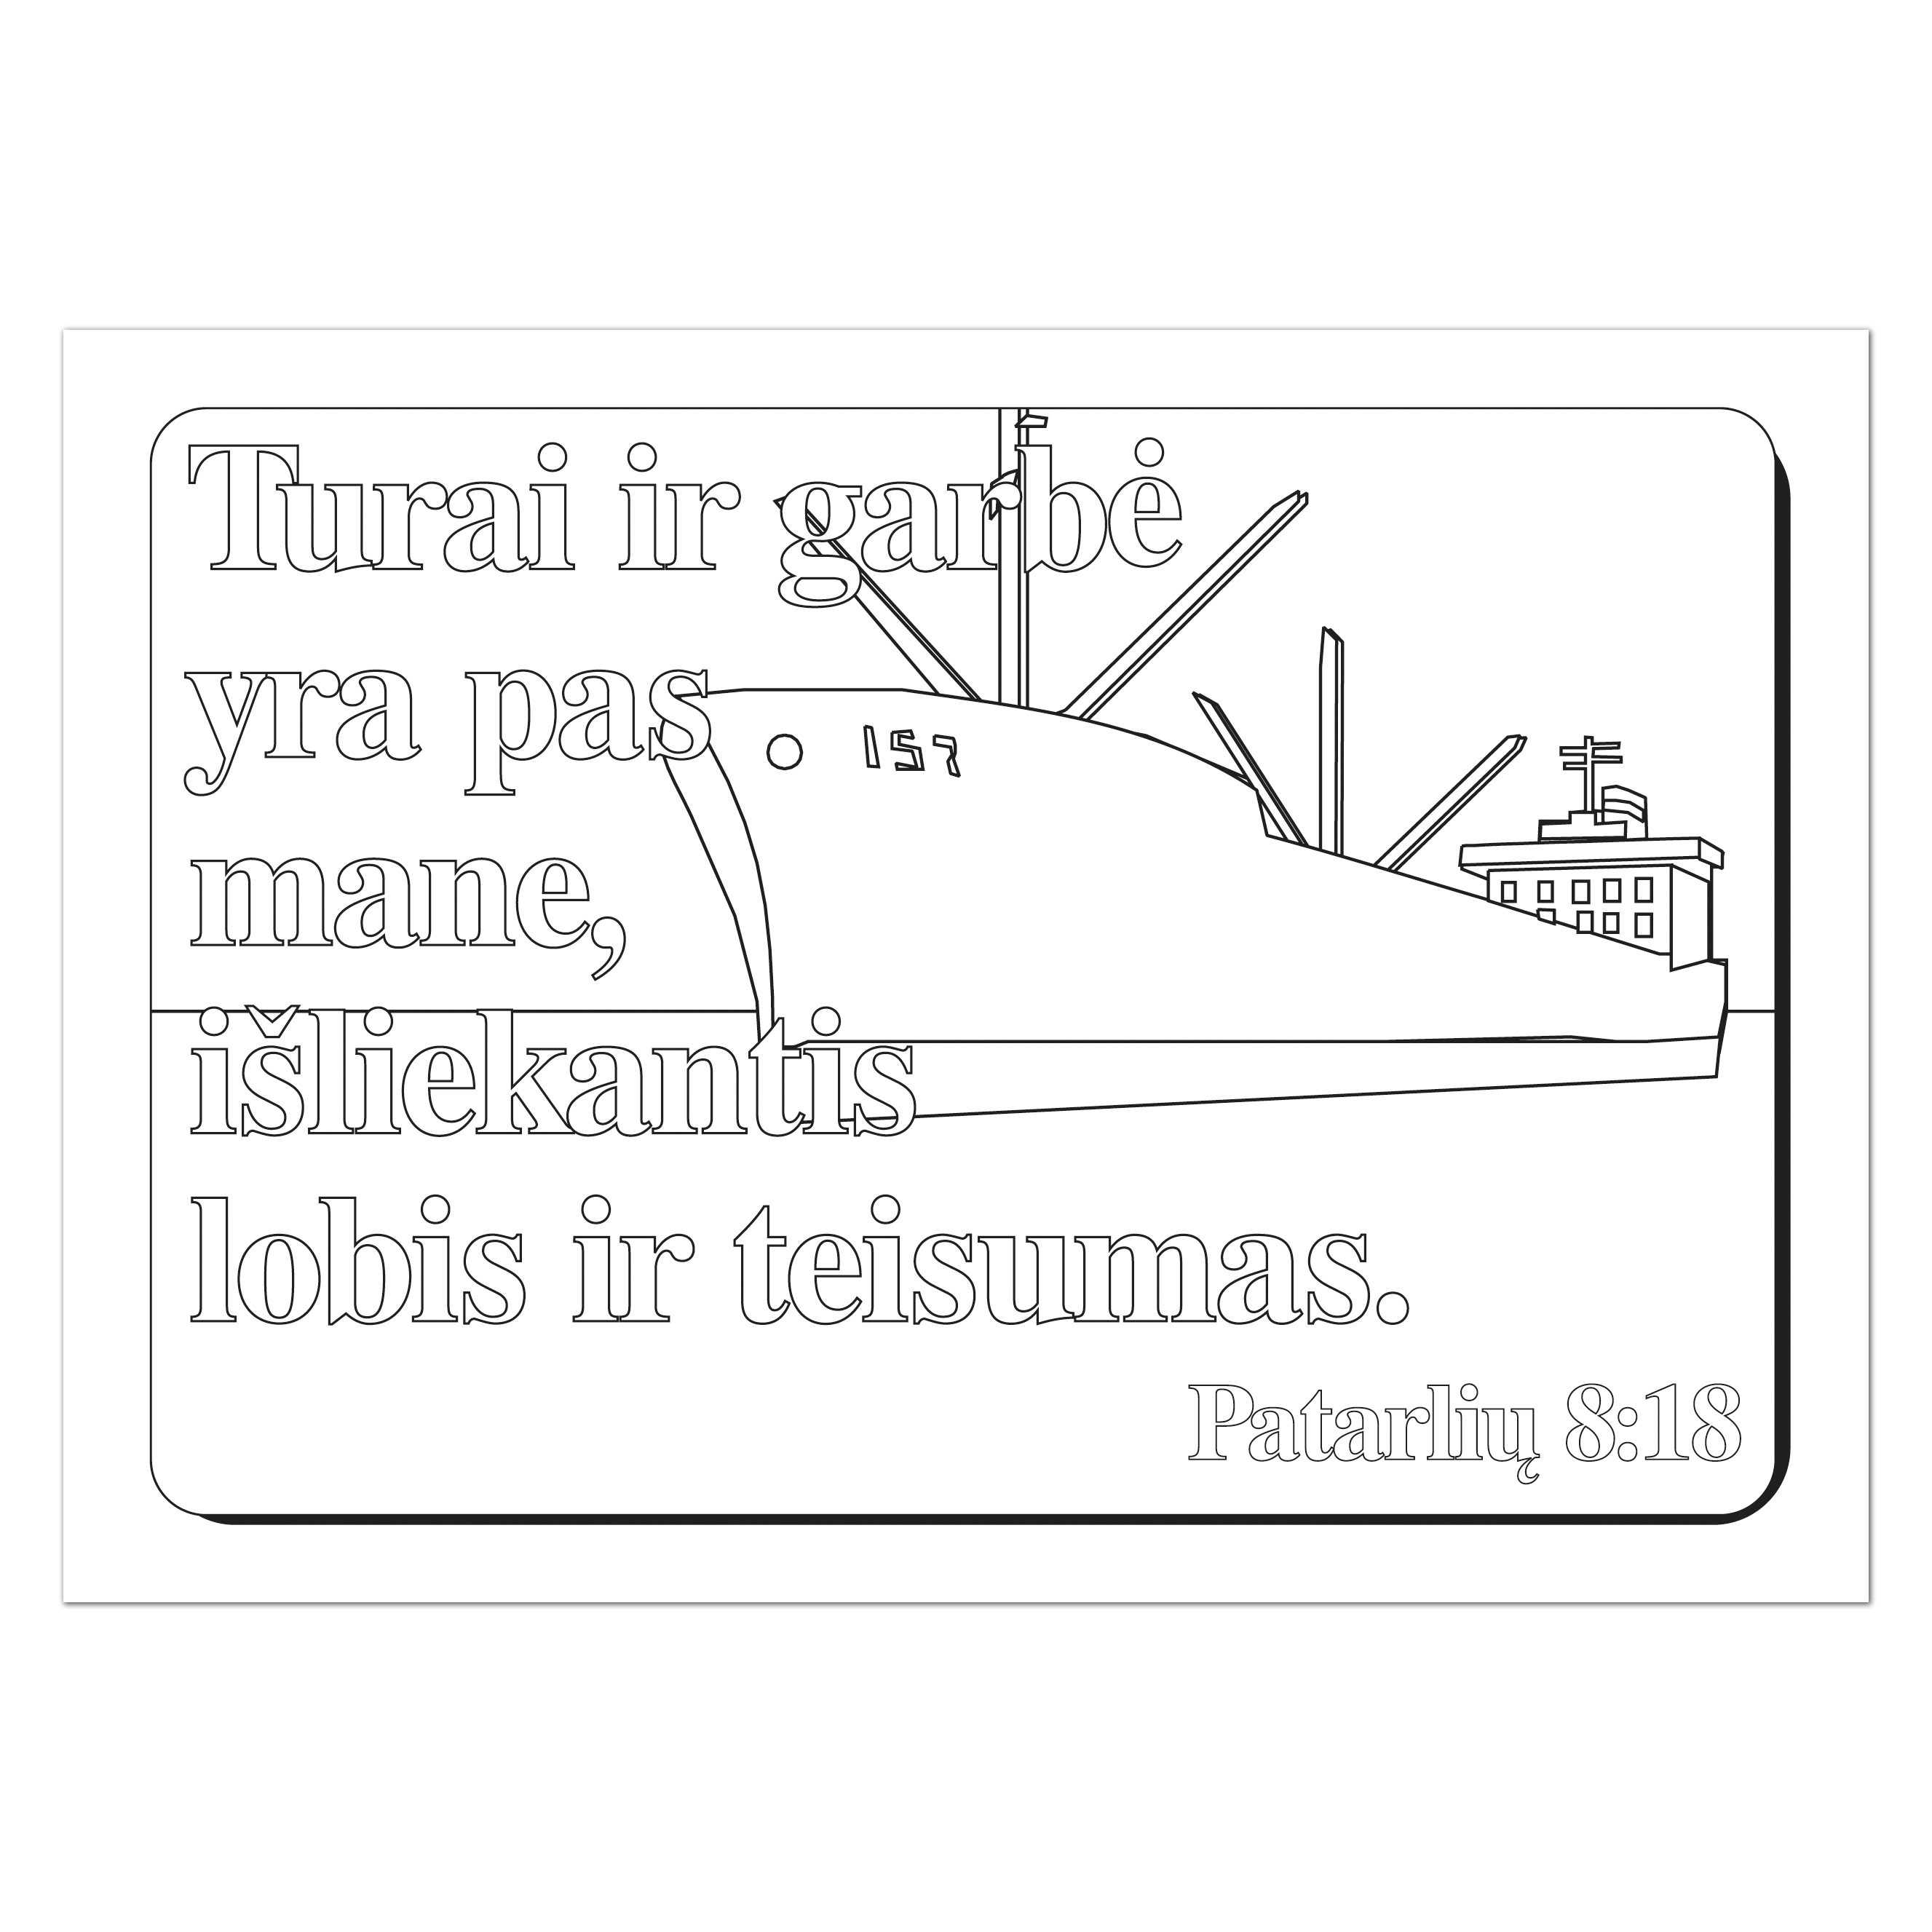 Turai ir garbė
yra pas
mane,
išliekantis
lobis ir teisumas.
Patarlių 8:18